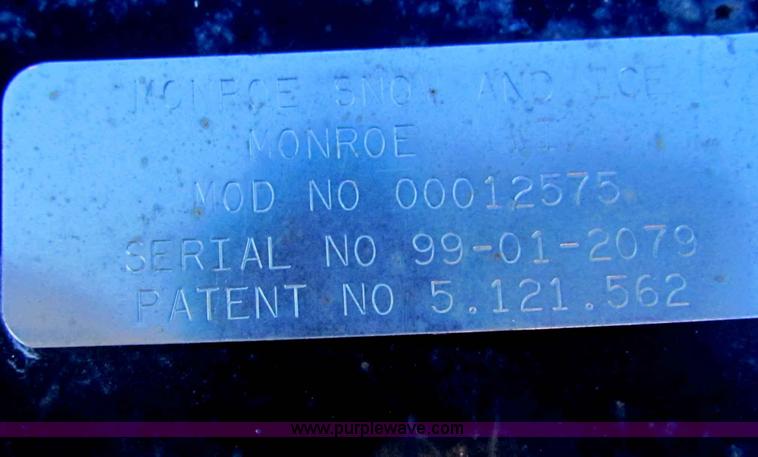 MONROE SNOW AND ICE
MONROE WI
MOD NO 00012575
SERIAL NO 99-01-2079
PATENT NO 5.121.562
www.purplewave.com